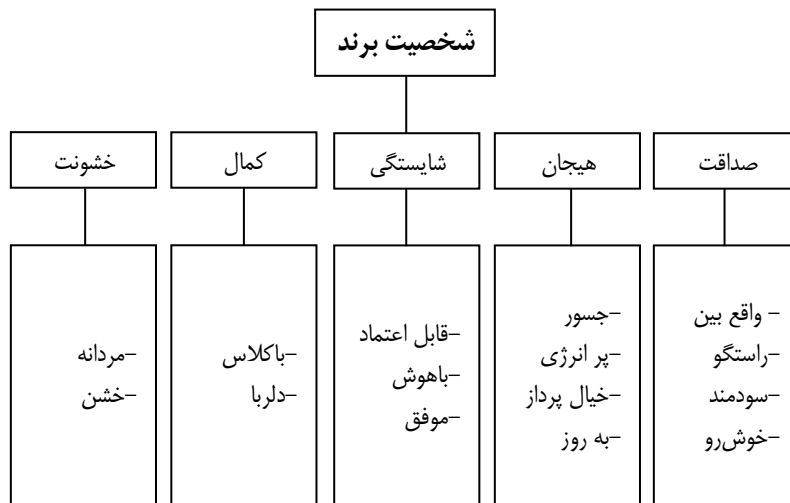 شخصیت برند
صداقت
هیجان
شایستگی
کمال
خشونت
– واقع بین
–راستگو
–سودمند
–خوش‌رو
–جسور
–پر انرژی
–خیال پرداز
–به روز
–قابل اعتماد
–باهوش
–موفق
–باکلاس
–دلربا
–مردانه
–خشن